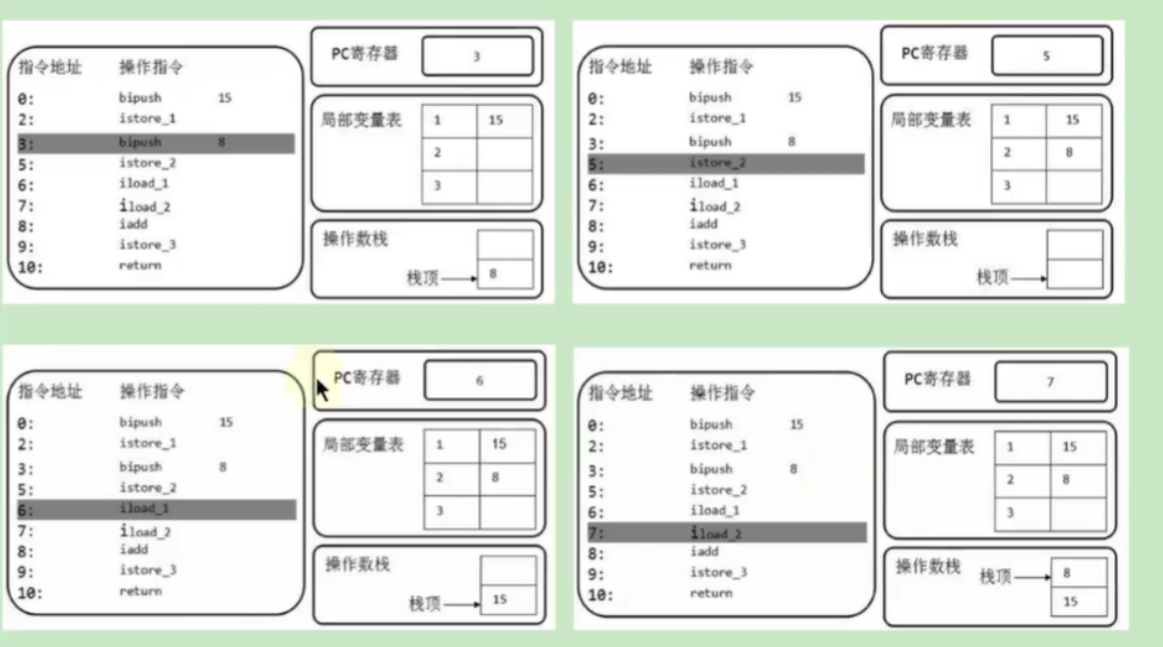 指令地址 操作指令
0: bipush 15
2: istore_1
3: bipush 8
5: istore_2
6: iload_1
7: iload_2
8: iadd
9: istore_3
10: return
PC寄存器 3
局部变量表 1 15
2
3
操作数栈
栈顶 8
指令地址 操作指令
0: bipush 15
2: istore_1
3: bipush 8
5: istore_2
6: iload_1
7: iload_2
8: iadd
9: istore_3
10: return
PC寄存器 5
局部变量表 1 15
2 8
3
操作数栈
栈顶
指令地址 操作指令
0: bipush 15
2: istore_1
3: bipush 8
5: istore_2
6: iload_1
7: iload_2
8: iadd
9: istore_3
10: return
PC寄存器 6
局部变量表 1 15
2 8
3
操作数栈
栈顶 15
指令地址 操作指令
0: bipush 15
2: istore_1
3: bipush 8
5: istore_2
6: iload_1
7: iload_2
8: iadd
9: istore_3
10: return
PC寄存器 7
局部变量表 1 15
2 8
3
操作数栈 栈顶 8
15